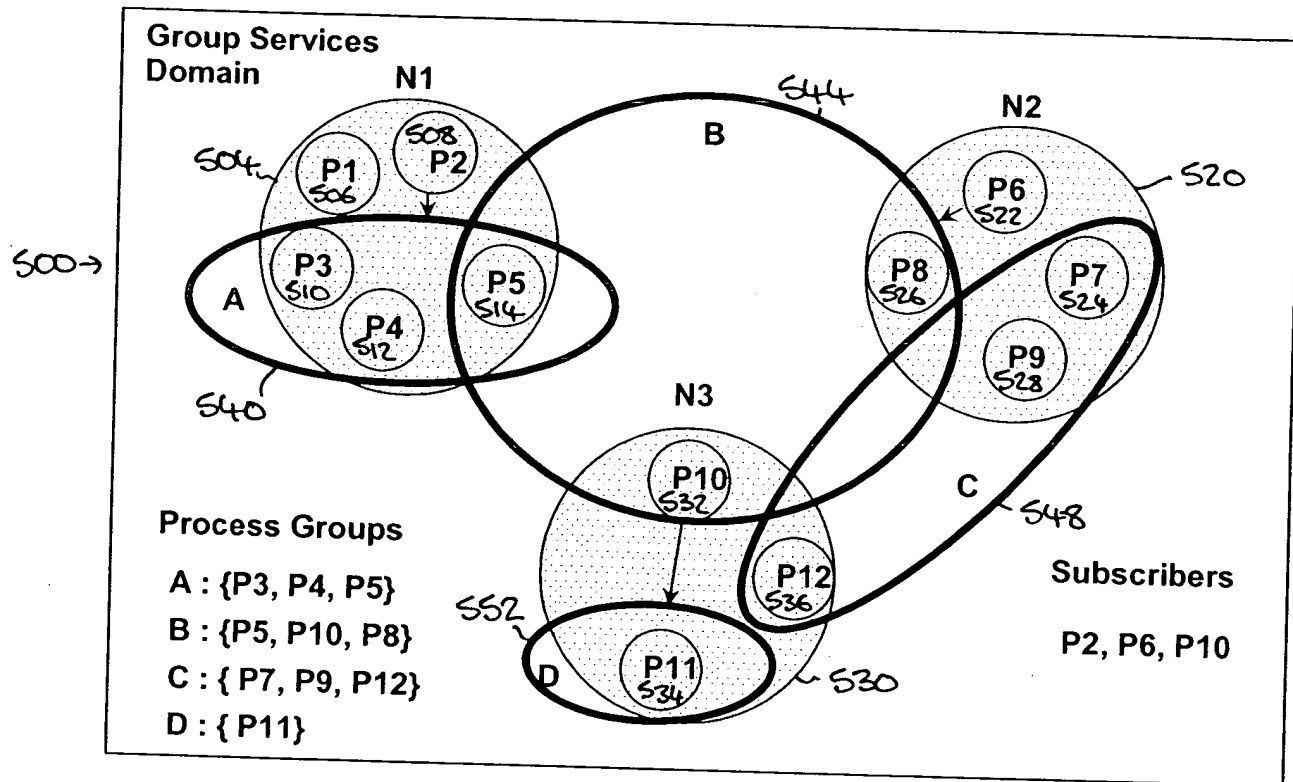 Group Services
Domain
N1
544
B
N2
504
508
P2
P1
506
P6
522
520
500→
P3
510
A
P4
512
P5
514
P8
526
P7
524
P9
528
540
N3
P10
532
C
548
Process Groups
A : {P3, P4, P5}
B : {P5, P10, P8}
C : { P7, P9, P12}
D : { P11}
552
P12
536
D
P11
534
530
Subscribers
P2, P6, P10